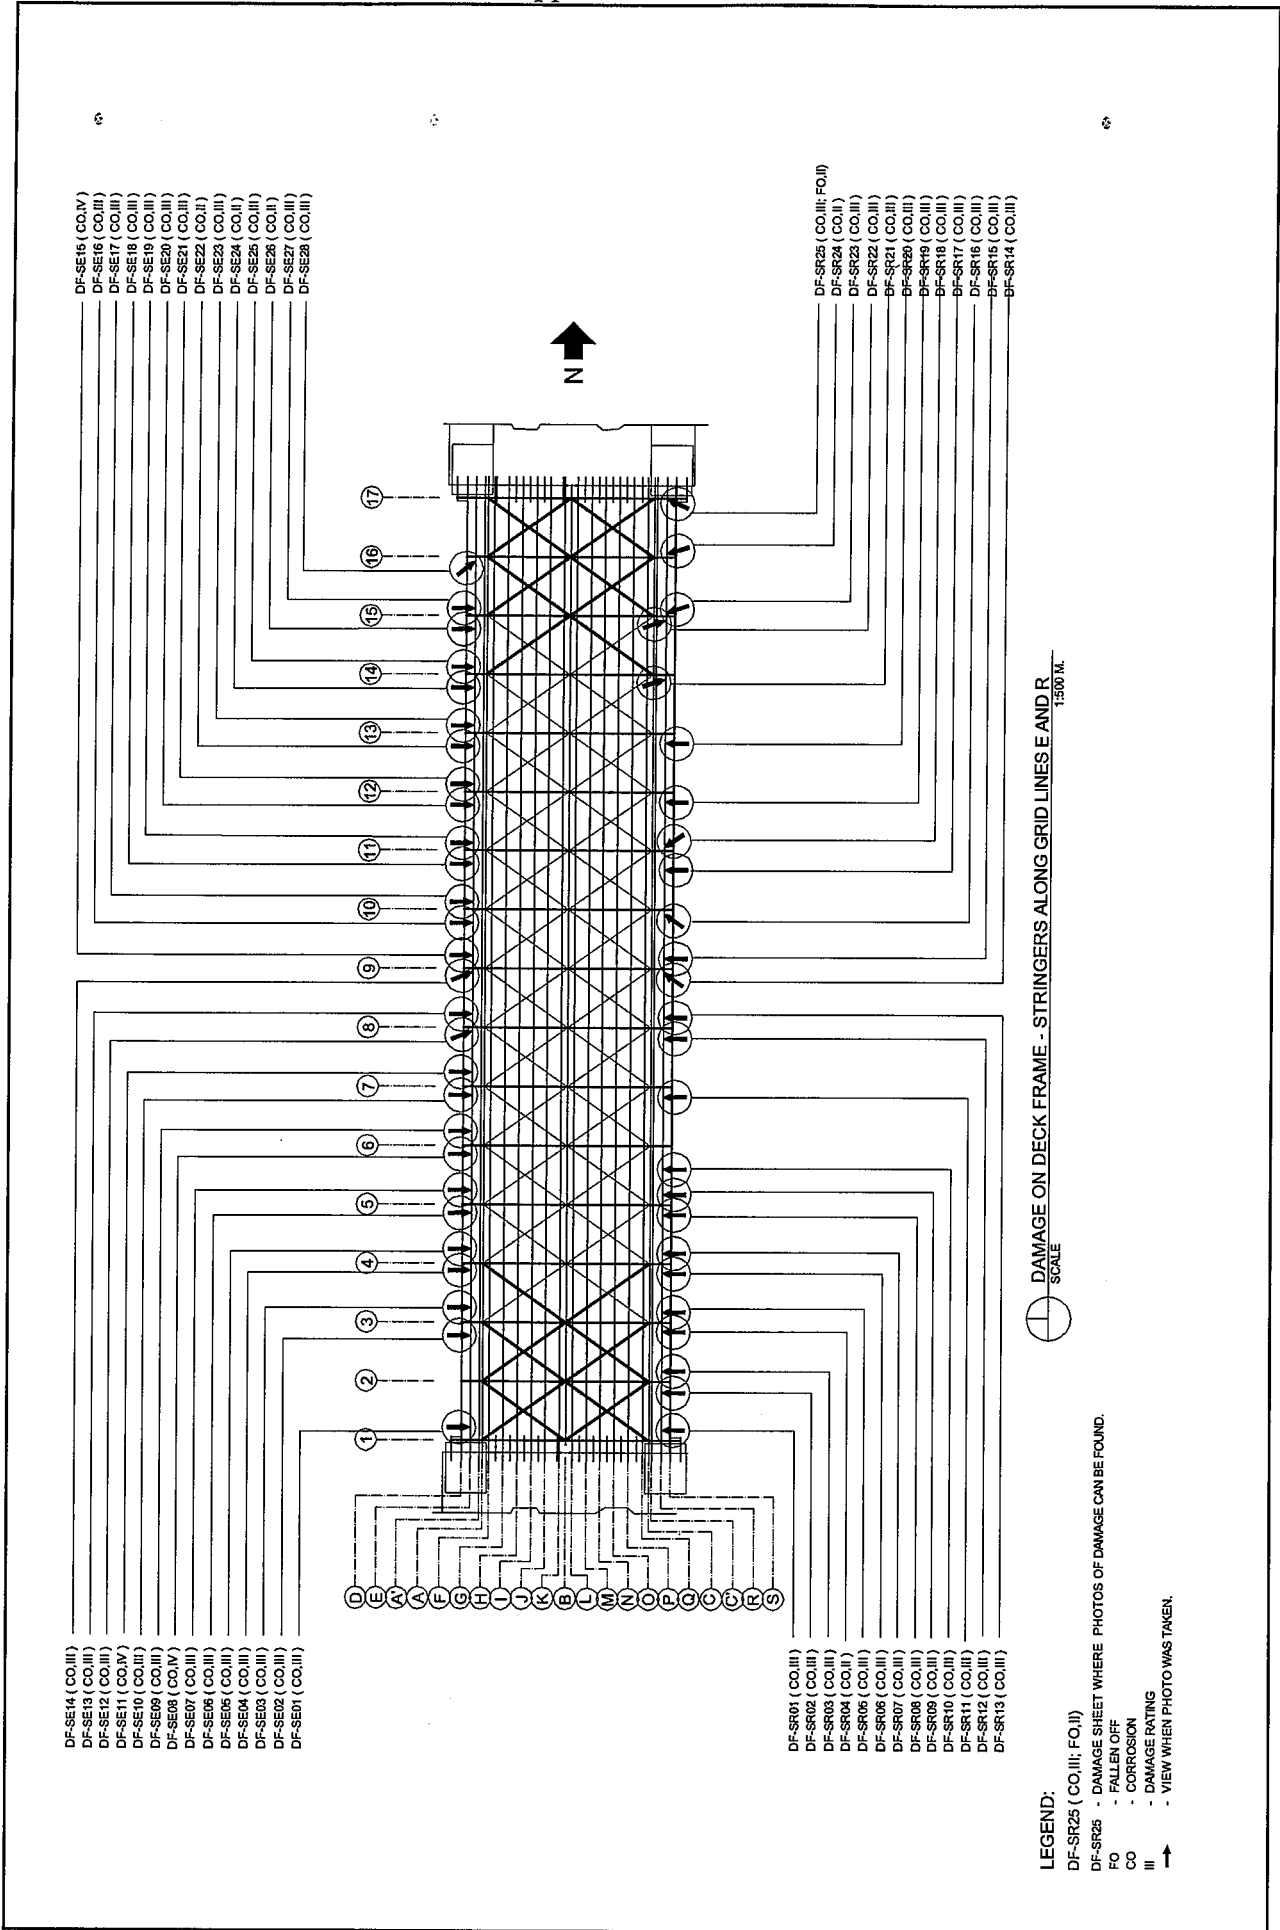 DF-SE15 ( CO,IV )
DF-SE16 ( CO,III )
DF-SE17 ( CO,III )
DF-SE18 ( CO,III )
DF-SE19 ( CO,III )
DF-SE20 ( CO,III )
DF-SE21 ( CO,III )
DF-SE22 ( CO,II )
DF-SE23 ( CO,III )
DF-SE24 ( CO,II )
DF-SE25 ( CO,III )
DF-SE26 ( CO,II )
DF-SE27 ( CO,III )
DF-SE28 ( CO,III )
DF-SE14 ( CO,III )
DF-SE13 ( CO,III )
DF-SE12 ( CO,III )
DF-SE11 ( CO,IV )
DF-SE10 ( CO,III )
DF-SE09 ( CO,III )
DF-SE08 ( CO,IV )
DF-SE07 ( CO,III )
DF-SE06 ( CO,III )
DF-SE05 ( CO,III )
DF-SE04 ( CO,III )
DF-SE03 ( CO,III )
DF-SE02 ( CO,III )
DF-SE01 ( CO,III )
1
2
3
4
5
6
7
8
9
10
11
12
13
14
15
16
17
N
D
E
A'
A
F
G
H
I
J
K
B
L
M
N
O
P
Q
C
C'
R
S
DF-SR01 ( CO,III )
DF-SR02 ( CO,III )
DF-SR03 ( CO,III )
DF-SR04 ( CO,II )
DF-SR05 ( CO,III )
DF-SR06 ( CO,III )
DF-SR07 ( CO,III )
DF-SR08 ( CO,III )
DF-SR09 ( CO,III )
DF-SR10 ( CO,III )
DF-SR11 ( CO,III )
DF-SR12 ( CO,III )
DF-SR13 ( CO,III )
DF-SR25 ( CO,III; FO,II)
DF-SR24 ( CO,II )
DF-SR23 ( CO,III )
DF-SR22 ( CO,III )
DF-SR21 ( CO,III )
DF-SR20 ( CO,III )
DF-SR19 ( CO,III )
DF-SR18 ( CO,III )
DF-SR17 ( CO,III )
DF-SR16 ( CO,III )
DF-SR15 ( CO,III )
DF-SR14 ( CO,III )
DAMAGE ON DECK FRAME - STRINGERS ALONG GRID LINES E AND R
SCALE 1:500 M.
LEGEND:
DF-SR25 ( CO,III; FO,II)
DF-SR25 - DAMAGE SHEET WHERE PHOTOS OF DAMAGE CAN BE FOUND.
FO - FALLEN OFF
CO - CORROSION
III - DAMAGE RATING
- VIEW WHEN PHOTO WAS TAKEN.